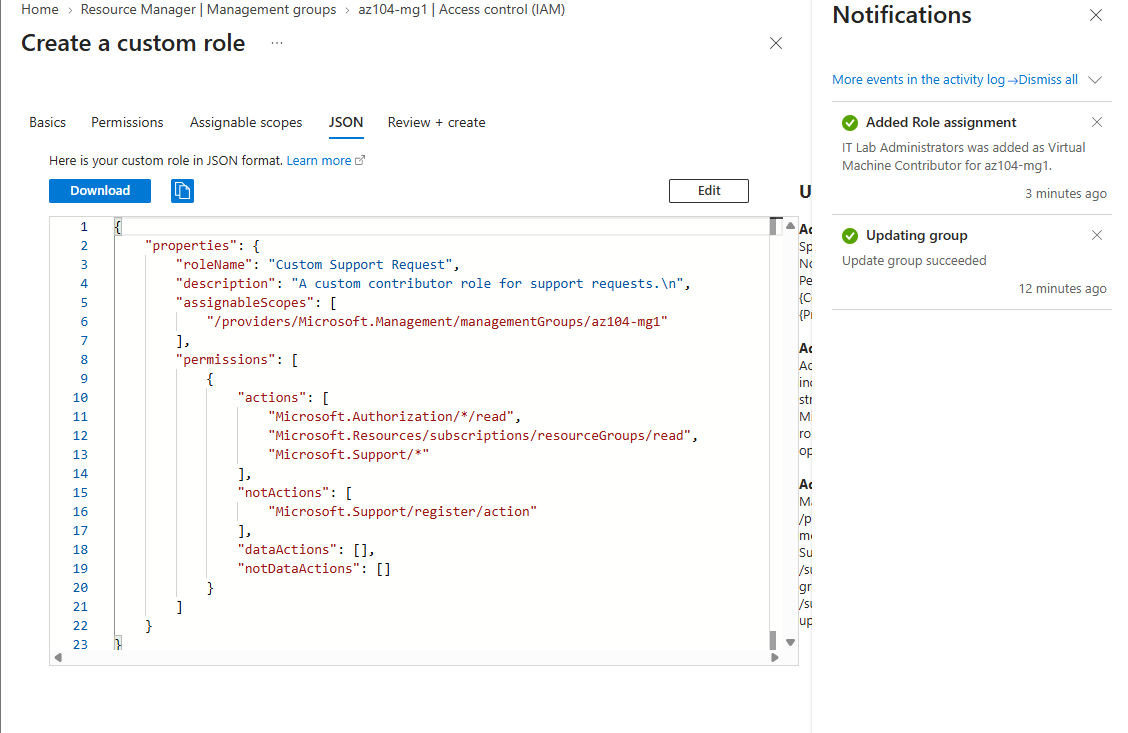 Home > Resource Manager | Management groups > az104-mg1 | Access control (IAM)
Create a custom role ...
Basics Permissions Assignable scopes JSON Review + create
Here is your custom role in JSON format. Learn more
Download
Edit
1 {
2 "properties": {
3 "roleName": "Custom Support Request",
4 "description": "A custom contributor role for support requests.\n",
5 "assignableScopes": [
6 "/providers/Microsoft.Management/managementGroups/az104-mg1"
7 ],
8 "permissions": [
9 {
10 "actions": [
11 "Microsoft.Authorization/*/read",
12 "Microsoft.Resources/subscriptions/resourceGroups/read",
13 "Microsoft.Support/*"
14 ],
15 "notActions": [
16 "Microsoft.Support/register/action"
17 ],
18 "dataActions": [],
19 "notDataActions": []
20 }
21 ]
22 }
23 }
Notifications
More events in the activity log → Dismiss all
Added Role assignment
IT Lab Administrators was added as Virtual
Machine Contributor for az104-mg1.
3 minutes ago
Updating group
Update group succeeded
12 minutes ago